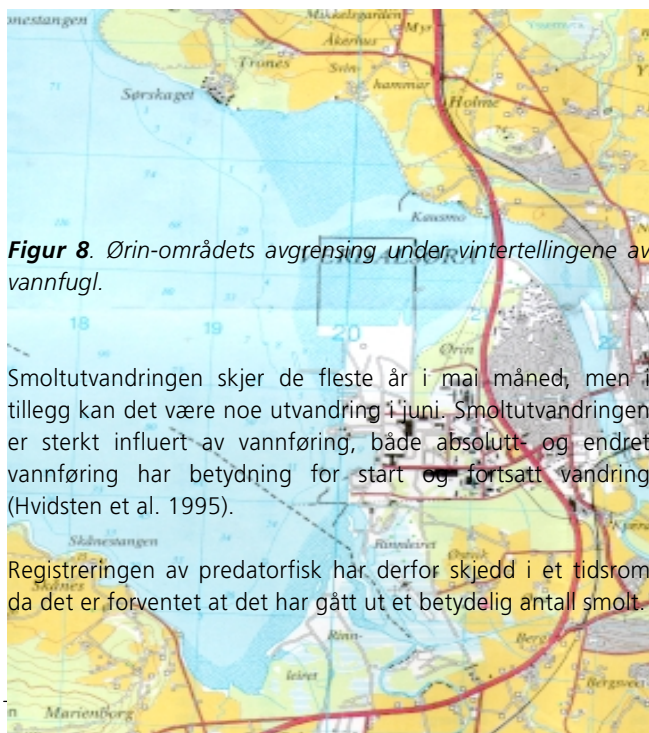 onestangen
Mikkelsgarden
Myr
Åkerhus
Trones
Svin-
hammar
Sørskaget
Holme
Kausmo
Figur 8. Ørin-områdets avgrensing under vintertellingene av
vannfugl.
18
19
20
Ørin
Smoltutvandringen skjer de fleste år i mai måned, men i
tillegg kan det være noe utvandring i juni. Smoltutvandringen
er sterkt influert av vannføring, både absolutt- og endret
vannføring har betydning for start og fortsatt vandring
(Hvidsten et al. 1995).
Skånestangen
Rinnleiret
Registreringen av predatorfisk har derfor skjedd i et tidsrom
da det er forventet at det har gått ut et betydelig antall smolt.
Skånes
Rinn-
Berg
leiret
Marienborg